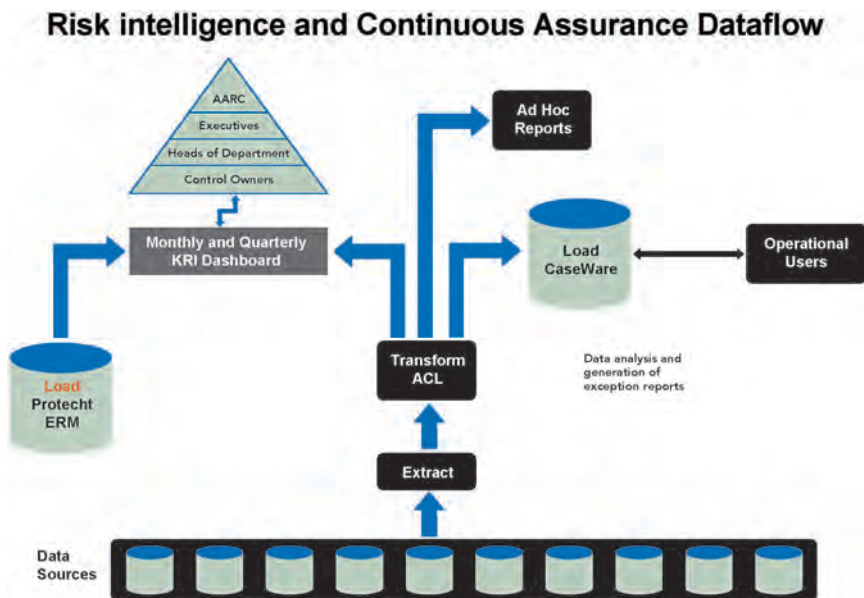 Risk intelligence and Continuous Assurance Dataflow
AARC
Executives
Heads of Department
Control Owners
Monthly and Quarterly
KRI Dashboard
Ad Hoc
Reports
Load
CaseWare
Operational
Users
Load
Protecht
ERM
Transform
ACL
Data analysis and
generation of
exception reports
Extract
Data
Sources